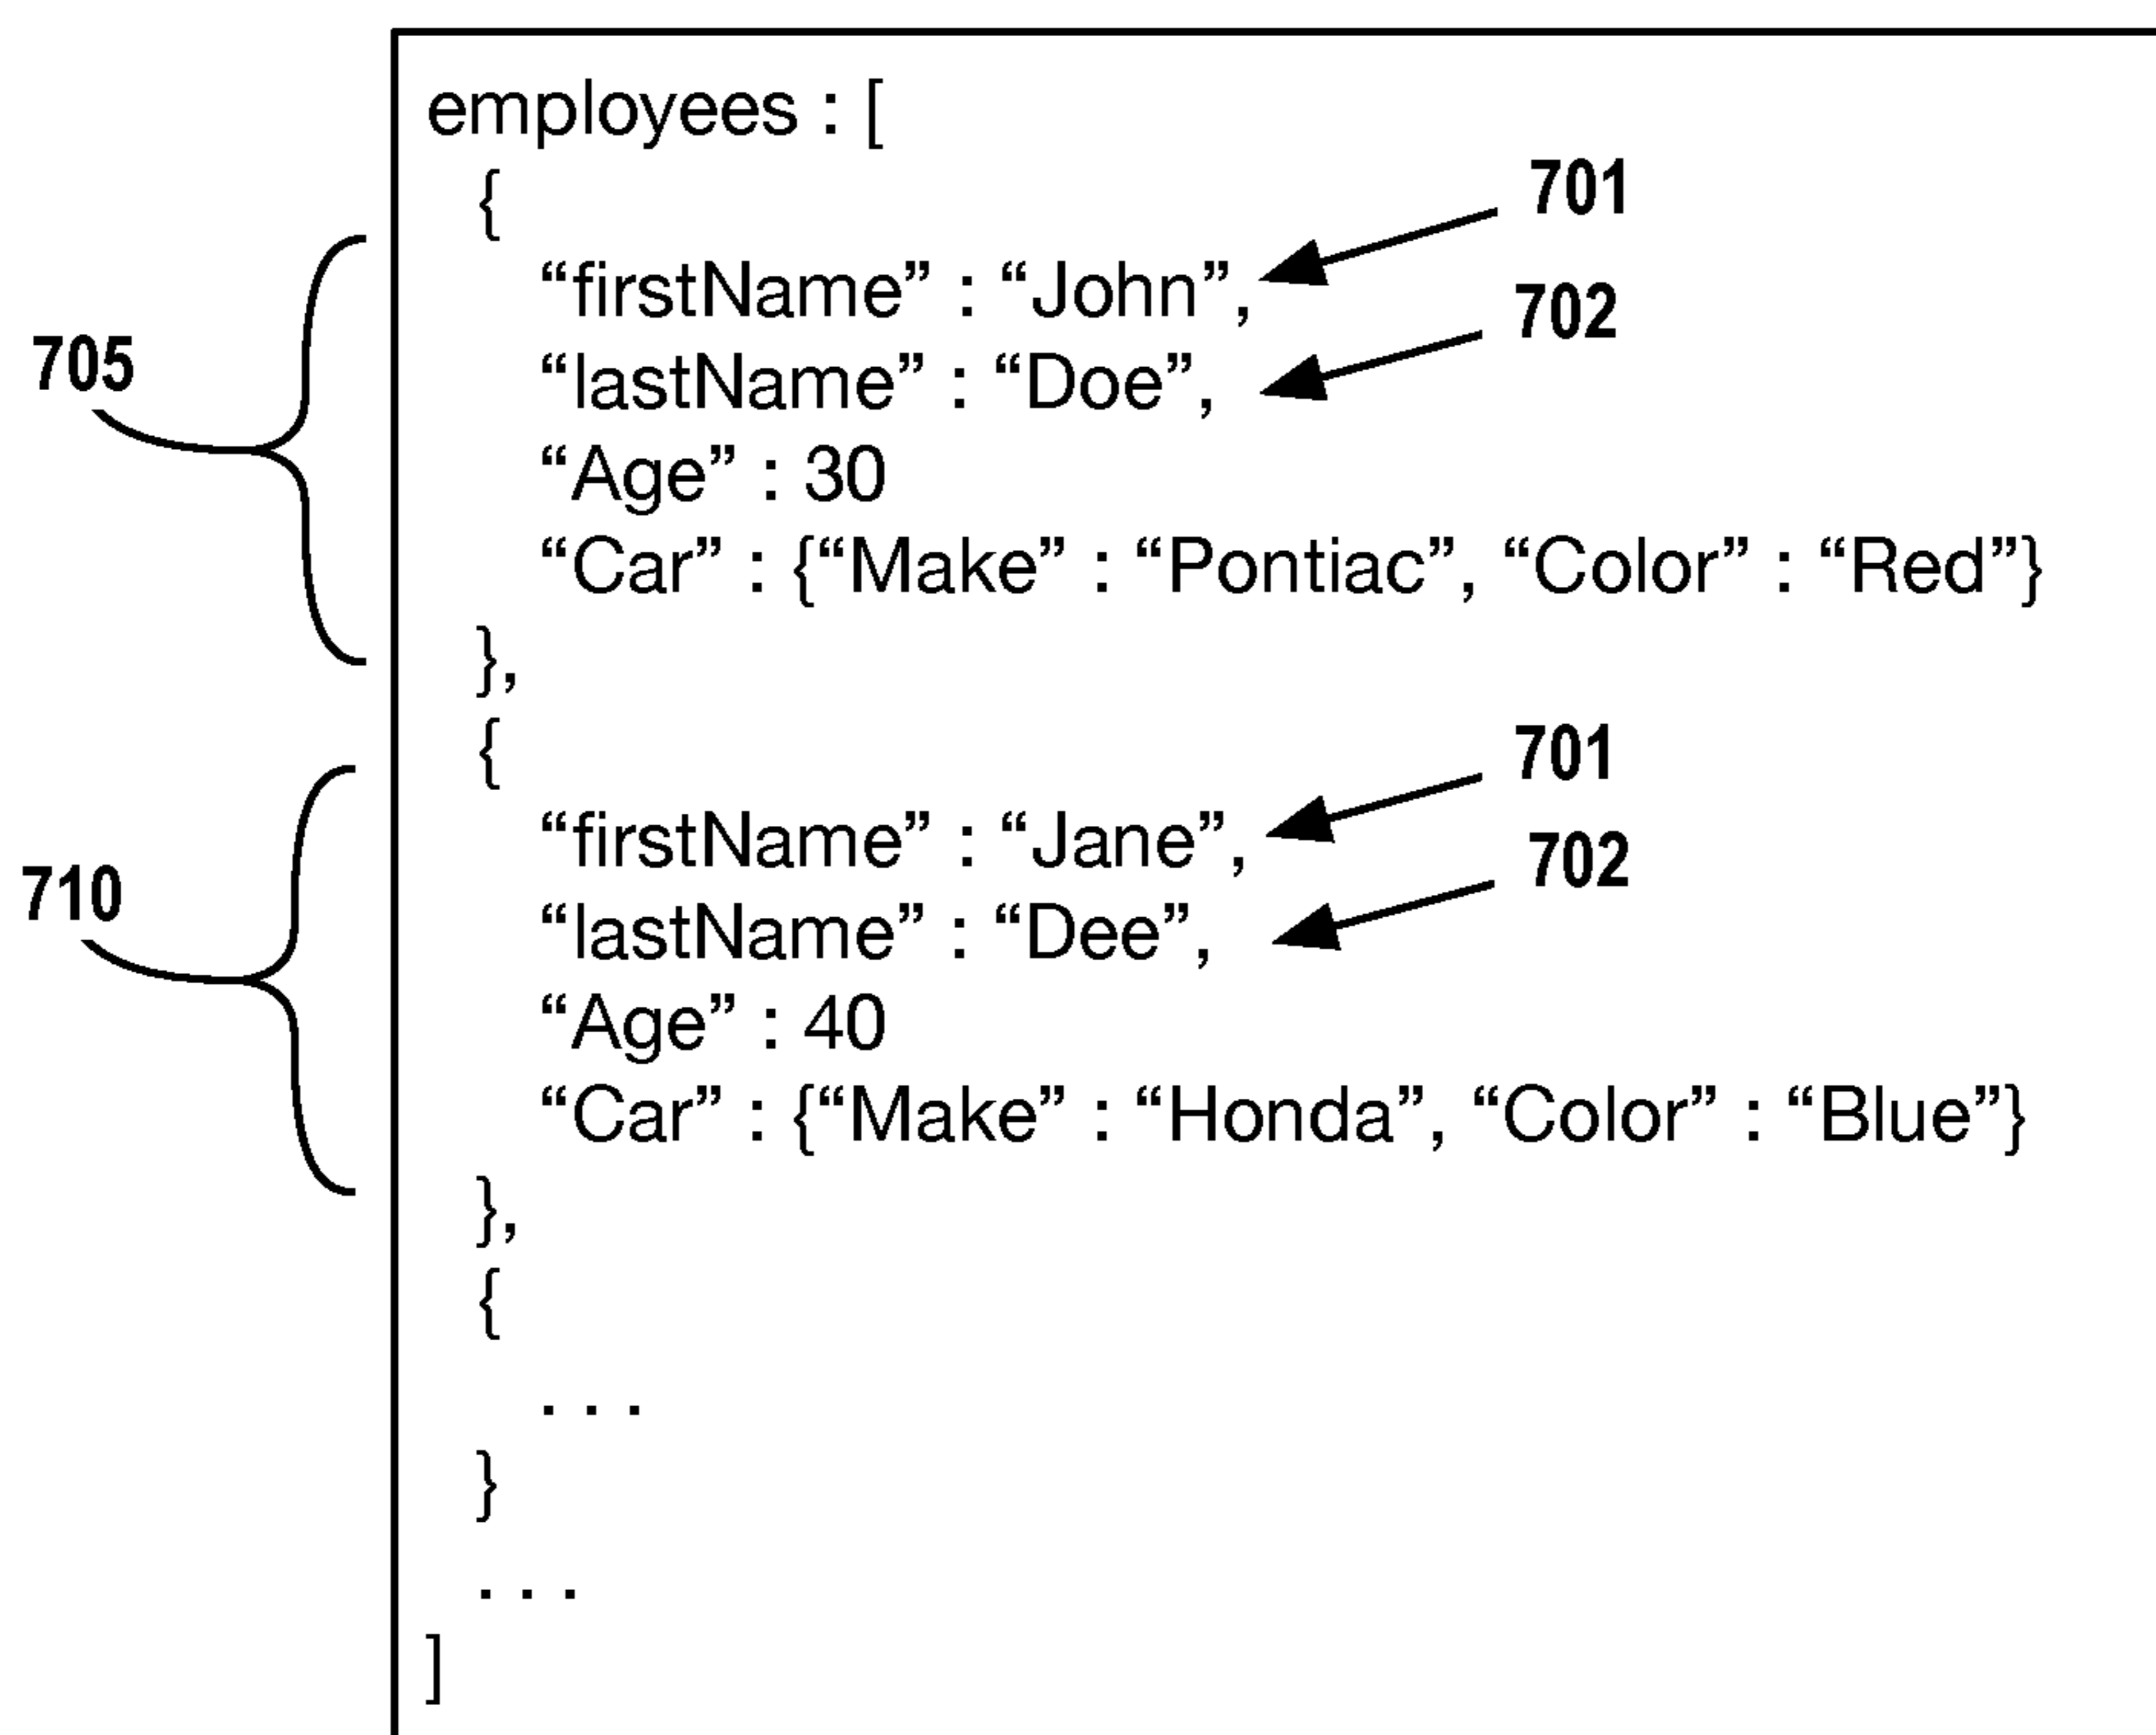 employees : [
{
701
“firstName” : “John”,
702
“lastName” : “Doe”,
705
“Age” : 30
“Car” : {“Make” : “Pontiac”, “Color” : “Red”}
},
{
701
“firstName” : “Jane”,
702
“lastName” : “Dee”,
710
“Age” : 40
“Car” : {“Make” : “Honda”, “Color” : “Blue”}
},
{
. . .
}
. . .
]